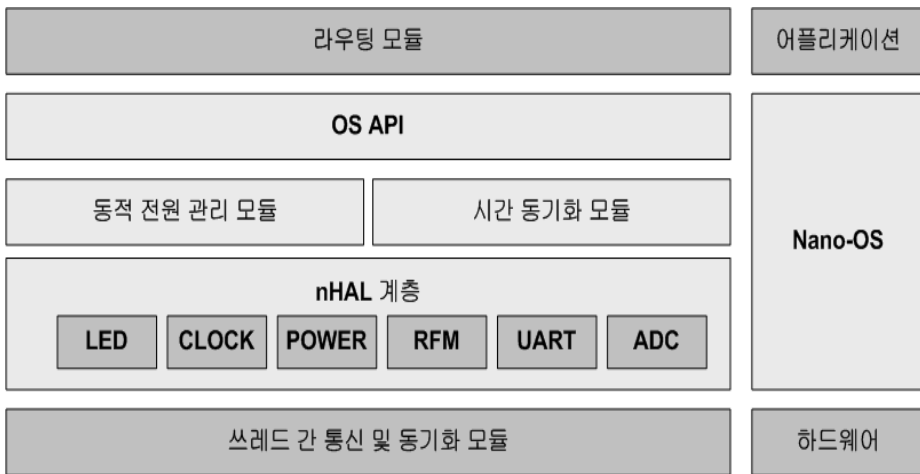 라우팅 모듈
어플리케이션
OS API
동적 전원 관리 모듈
시간 동기화 모듈
Nano-OS
nHAL 계층
LED CLOCK POWER RFM UART ADC
쓰레드 간 통신 및 동기화 모듈
하드웨어